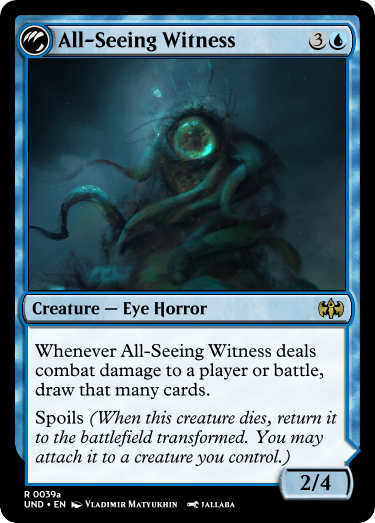 All-Seeing Witness 3
Creature — Eye Horror
Whenever All-Seeing Witness deals
combat damage to a player or battle,
draw that many cards.
Spoils (When this creature dies, return it
to the battlefield transformed. You may
attach it to a creature you control.)
2/4
R 0039a
UND • EN Vladimir Matyukhin JALLABA